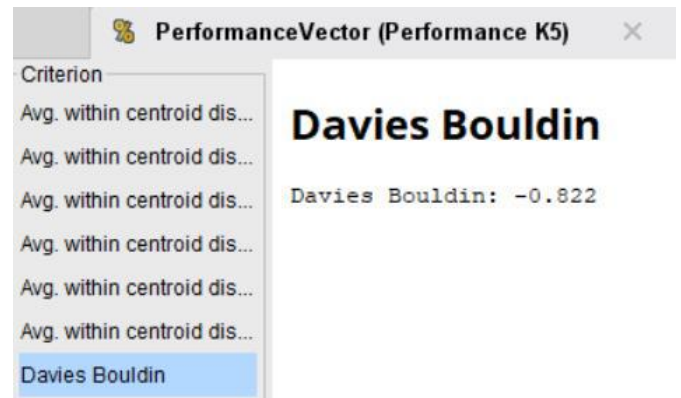 PerformanceVector (Performance K5)
Criterion
Avg. within centroid dis...
Avg. within centroid dis...
Avg. within centroid dis...
Avg. within centroid dis...
Avg. within centroid dis...
Avg. within centroid dis...
Davies Bouldin
Davies Bouldin
Davies Bouldin: -0.822